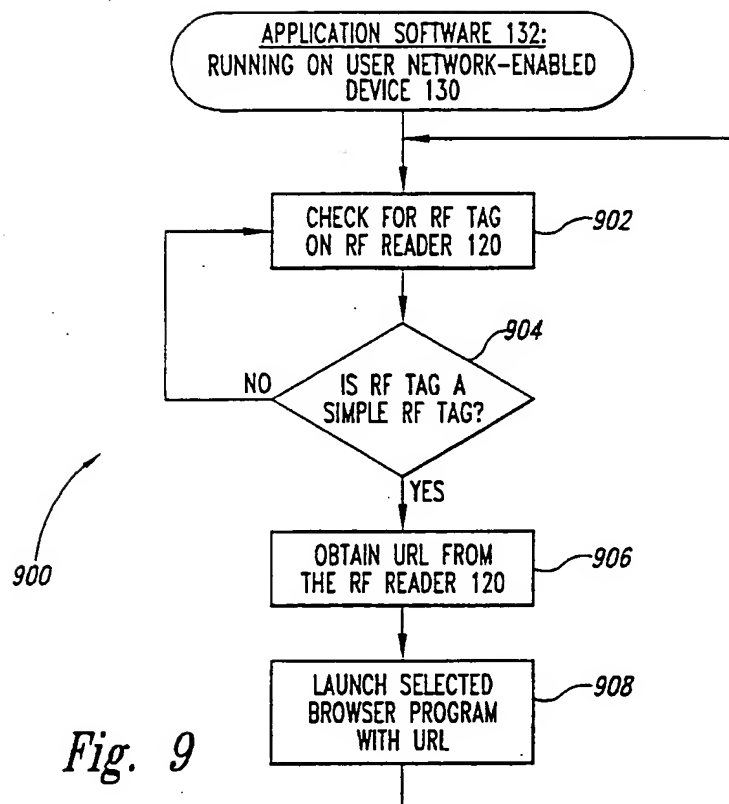 APPLICATION SOFTWARE 132:
RUNNING ON USER NETWORK-ENABLED
DEVICE 130
CHECK FOR RF TAG
ON RF READER 120
902
904
NO
IS RF TAG A
SIMPLE RF TAG?
YES
OBTAIN URL FROM
THE RF READER 120
906
900
LAUNCH SELECTED
BROWSER PROGRAM
WITH URL
908
Fig. 9